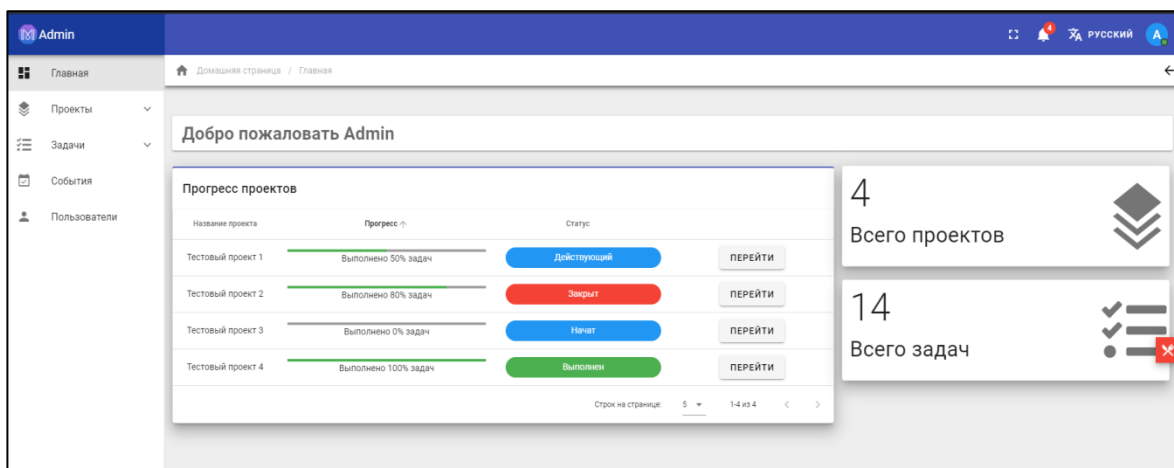 Admin
4
РУССКИЙ
A
Главная
Домашняя страница / Главная
Проекты
Задачи
События
Пользователи
Добро пожаловать Admin
Прогресс проектов
Название проекта Прогресс Статус
Тестовый проект 1 Выполнено 50% задач Действующий ПЕРЕЙТИ
Тестовый проект 2 Выполнено 80% задач Закрыт ПЕРЕЙТИ
Тестовый проект 3 Выполнено 0% задач Начат ПЕРЕЙТИ
Тестовый проект 4 Выполнено 100% задач Выполнен ПЕРЕЙТИ
Строк на странице: 5 1-4 из 4
4
Всего проектов
14
Всего задач